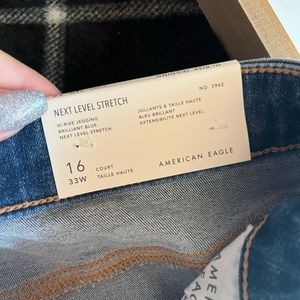 NEXT LEVEL STRETCH
NO. 3962
HI-RISE JEGGING
BRILLIANT BLUE
NEXT LEVEL STRETCH
JOLLANTS À TAILLE HAUTE
BLEU BRILLANT
EXTENSIBILITÉ NEXT LEVEL
16
33W
COURT
TAILLE HAUTE
AMERICAN EAGLE